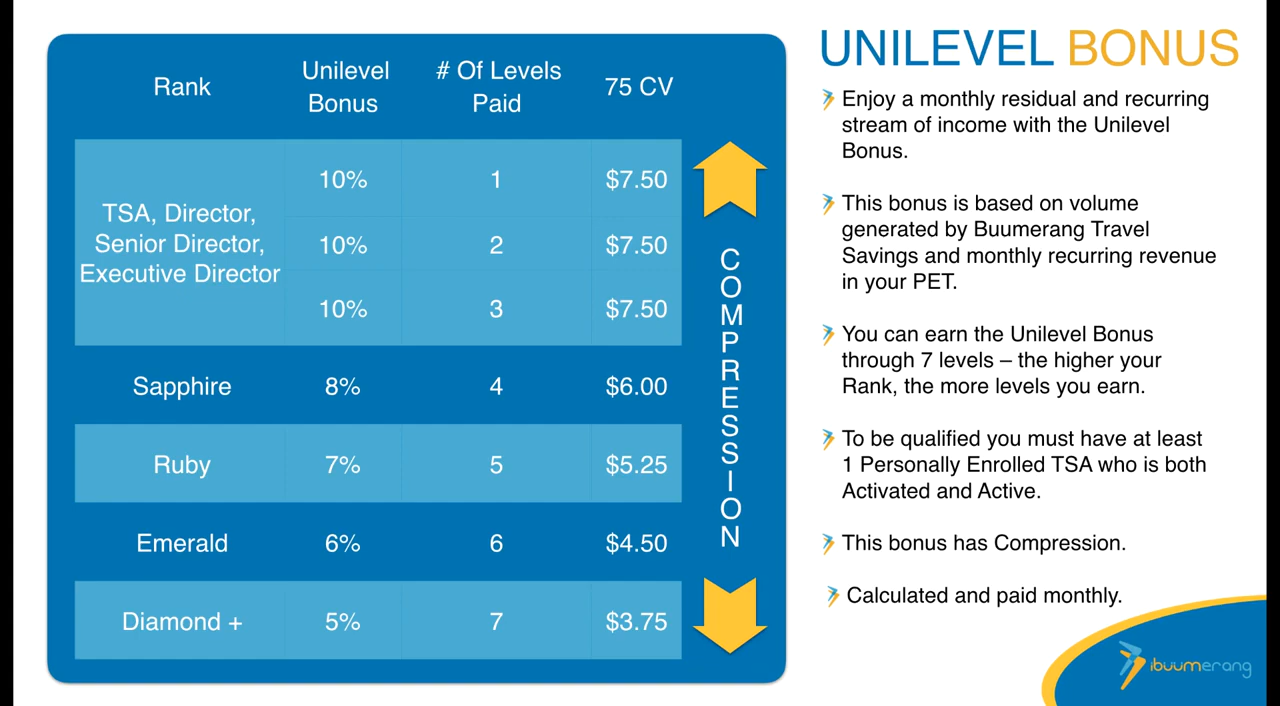 Rank
Unilevel
Bonus
# Of Levels
Paid
75 CV
TSA, Director,
Senior Director,
Executive Director
10%
1
$7.50
10%
2
$7.50
10%
3
$7.50
Sapphire
8%
4
$6.00
Ruby
7%
5
$5.25
Emerald
6%
6
$4.50
Diamond +
5%
7
$3.75
COMPRESSION
UNILEVEL BONUS
Enjoy a monthly residual and recurring
stream of income with the Unilevel
Bonus.
This bonus is based on volume
generated by Buumerang Travel
Savings and monthly recurring revenue
in your PET.
You can earn the Unilevel Bonus
through 7 levels – the higher your
Rank, the more levels you earn.
To be qualified you must have at least
1 Personally Enrolled TSA who is both
Activated and Active.
This bonus has Compression.
Calculated and paid monthly.
ibuumerang